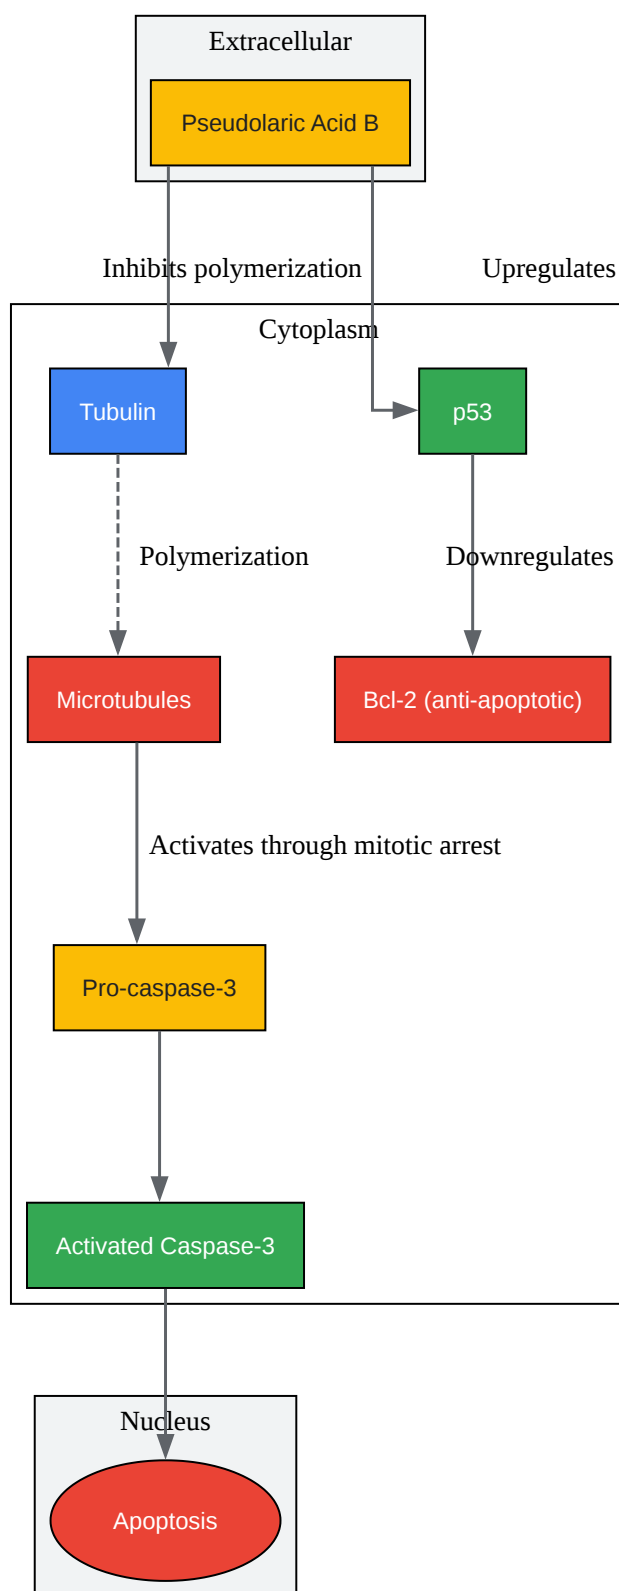 Extracellular
Pseudolaric Acid B
Inhibits polymerization
Upregulates
Cytoplasm
Tubulin
p53
Polymerization
Downregulates
Microtubules
Bcl-2 (anti-apoptotic)
Activates through mitotic arrest
Pro-caspase-3
Activated Caspase-3
Nucleus
Apoptosis